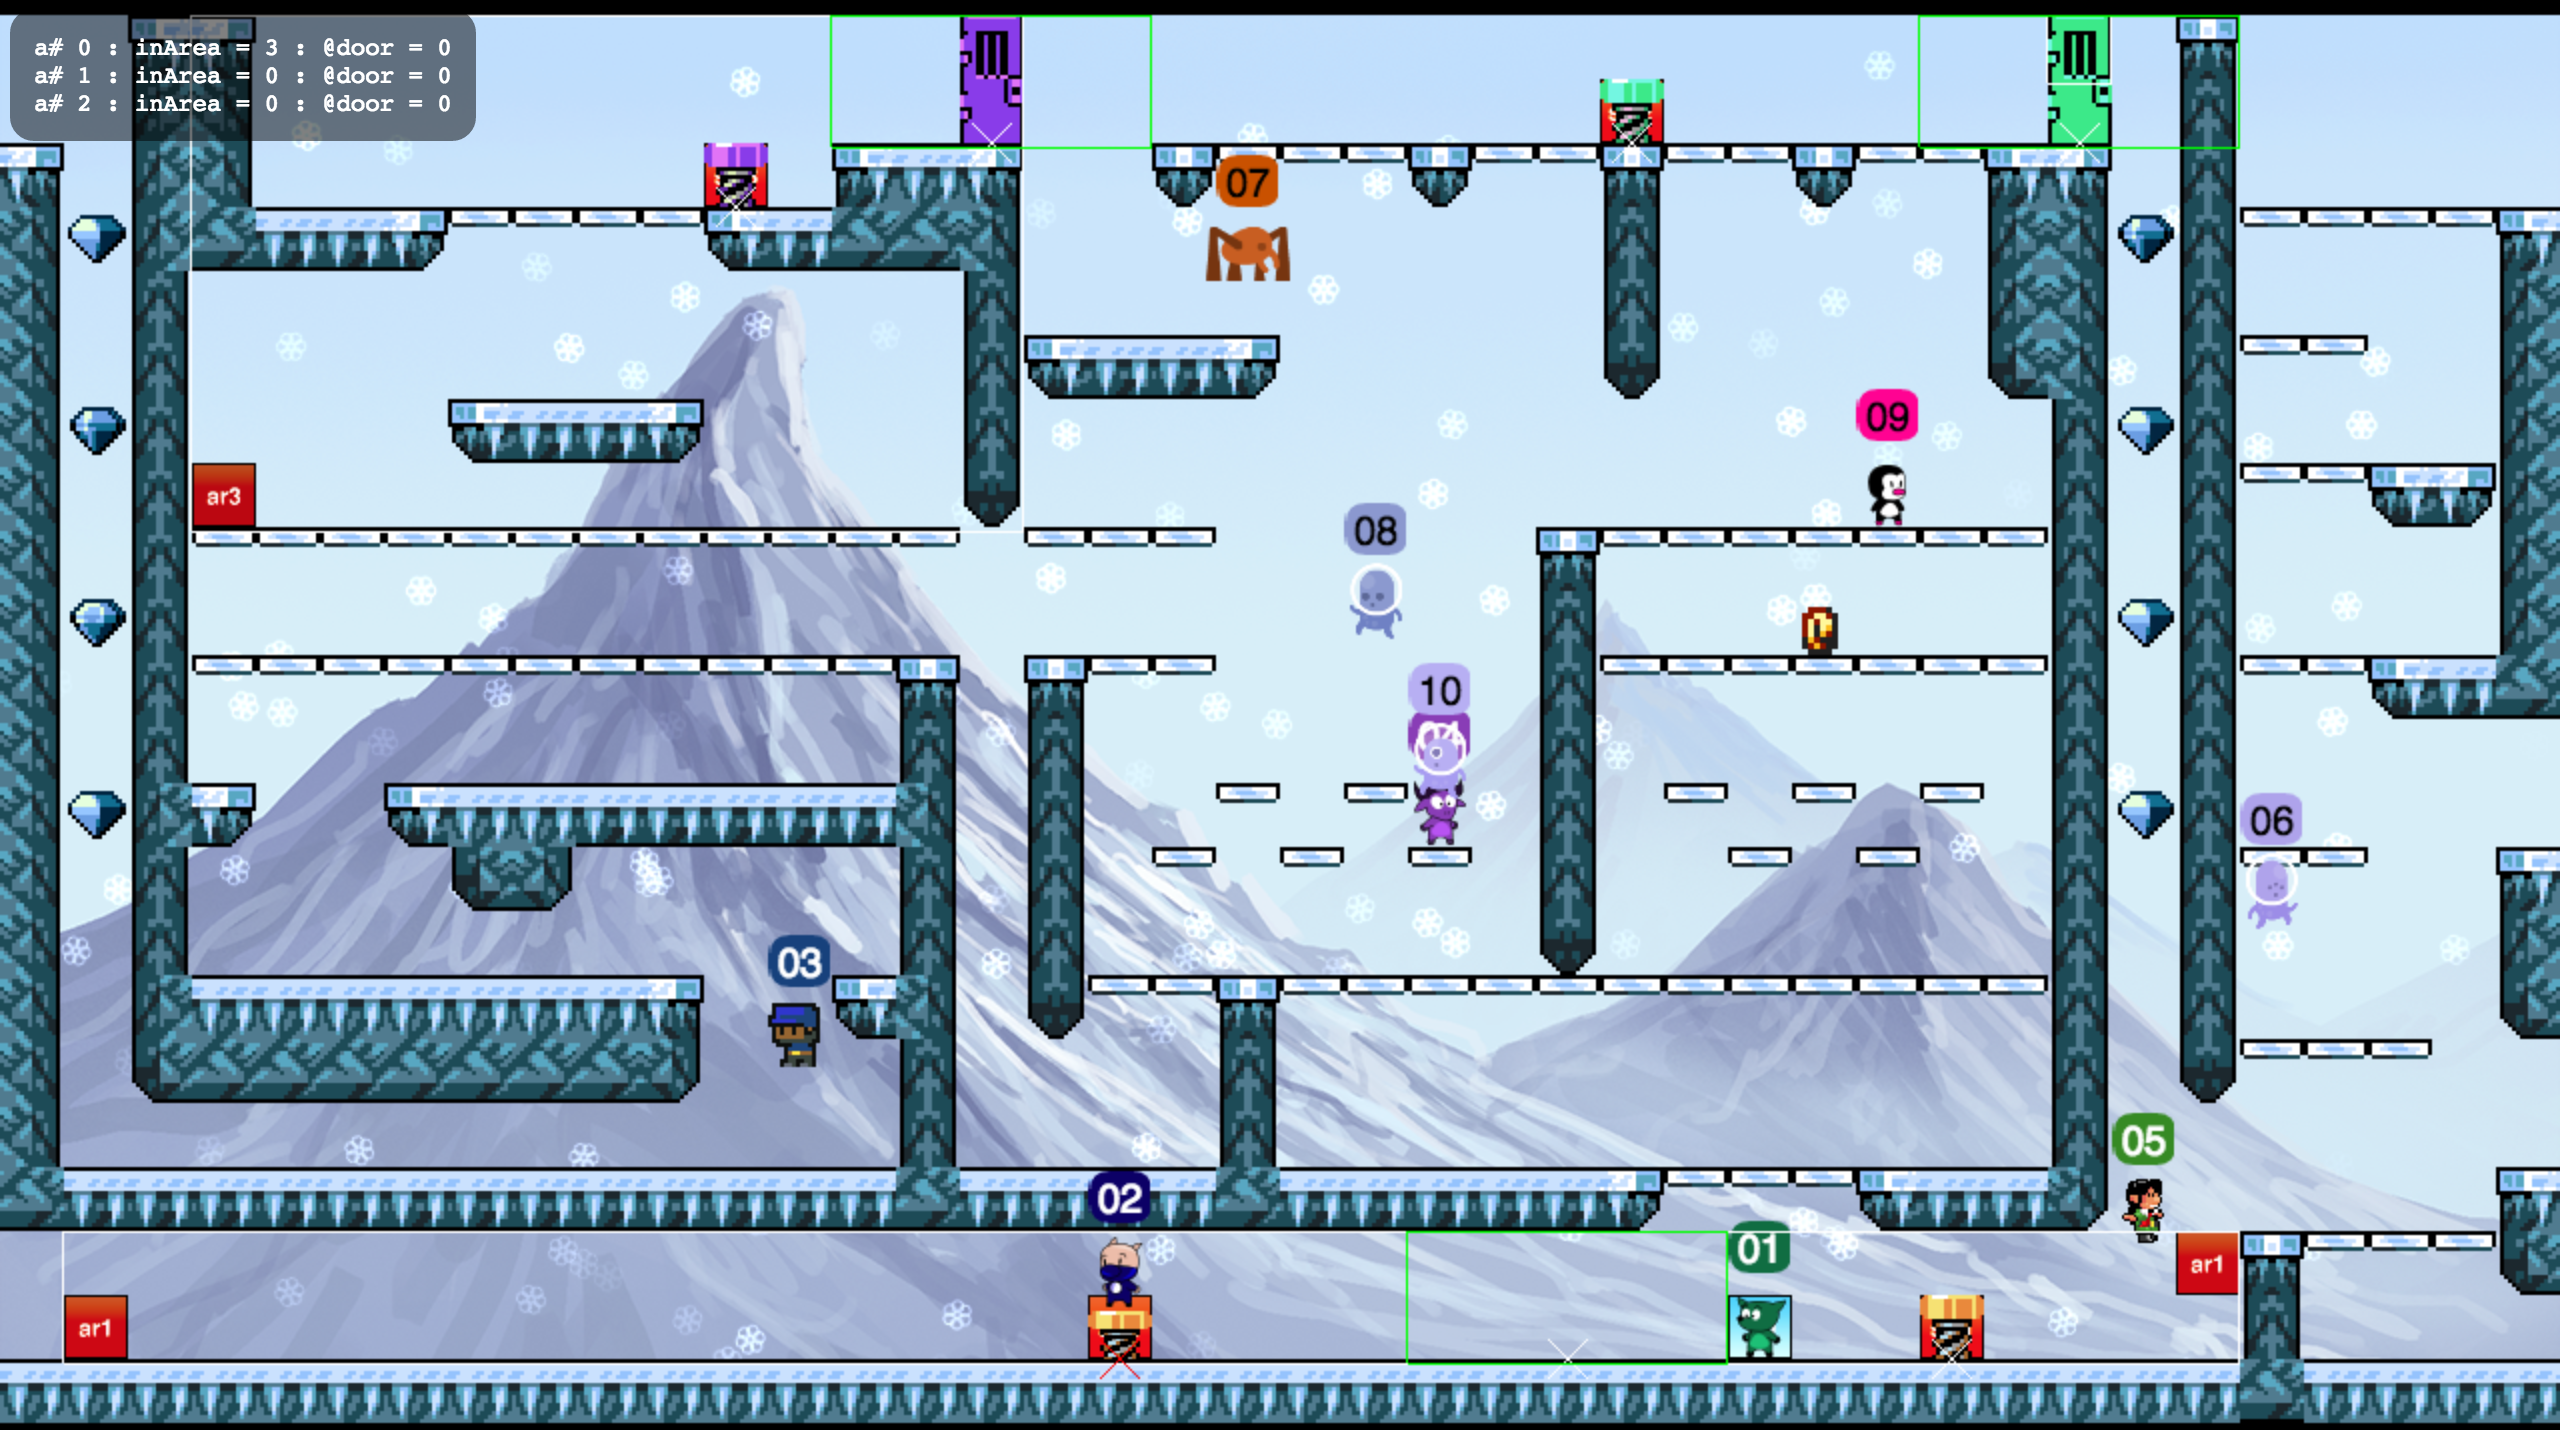 a# 0 : inArea = 3 : @door = 0
a# 1 : inArea = 0 : @door = 0
a# 2 : inArea = 0 : @door = 0
07
09
ar3
08
10
06
03
05
02
01
ar1
ar1